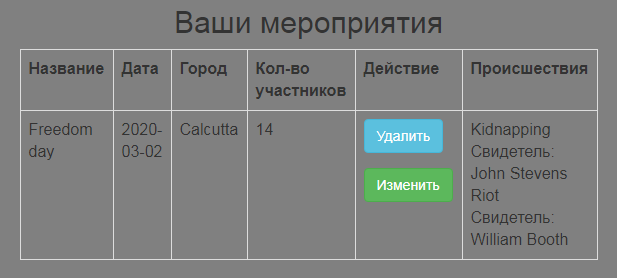 Ваши мероприятия
Название Дата Город Кол-во участников Действие Происшествия
Freedom day 2020-03-02 Calcutta 14
Удалить
Изменить
Kidnapping
Свидетель:
John Stevens
Riot
Свидетель:
William Booth